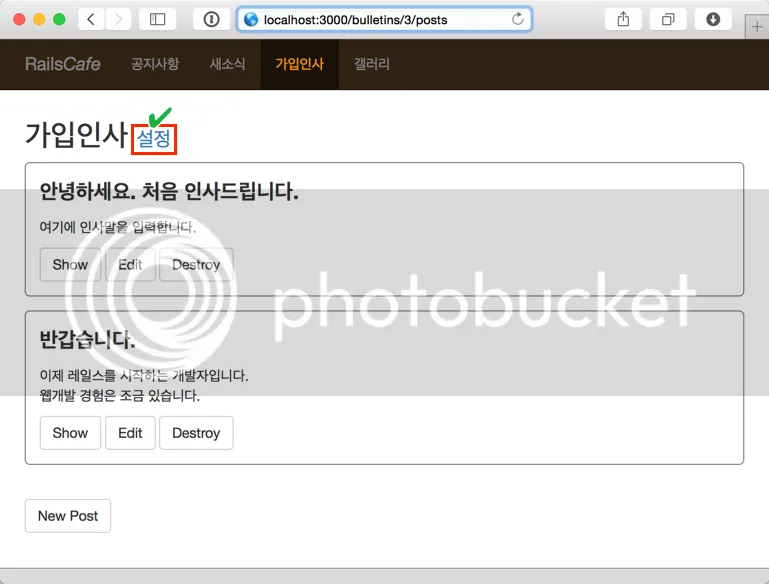 localhost:3000/bulletins/3/posts
RailsCafe 공지사항 새소식 가입인사 갤러리
가입인사 설정
안녕하세요. 처음 인사드립니다.
여기에 인사말을 입력합니다.
Show Edit Destroy
photobucket
반갑습니다.
이제 레일스를 시작하는 개발자입니다.
웹개발 경험은 조금 있습니다.
Show Edit Destroy
New Post